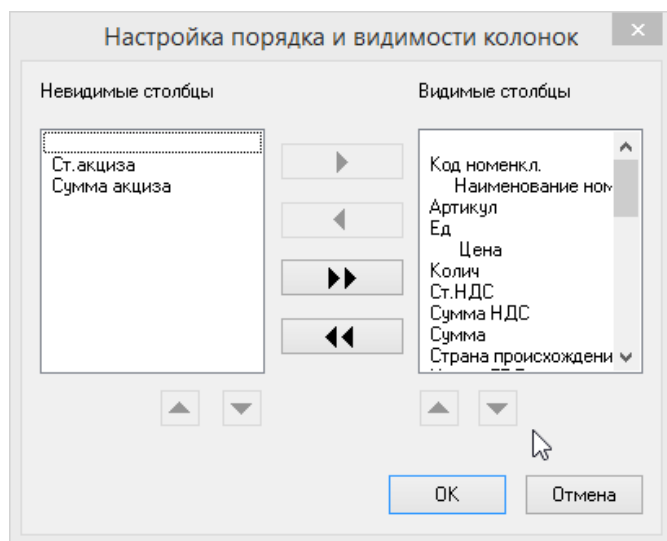 Настройка порядка и видимости колонок
Невидимые столбцы
Ст.акциза
Сумма акциза
Видимые столбцы
Код номенкл.
Наименование ном
Артикул
Ед
Цена
Колич
Ст.НДС
Сумма НДС
Сумма
Страна происхождени
OK
Отмена